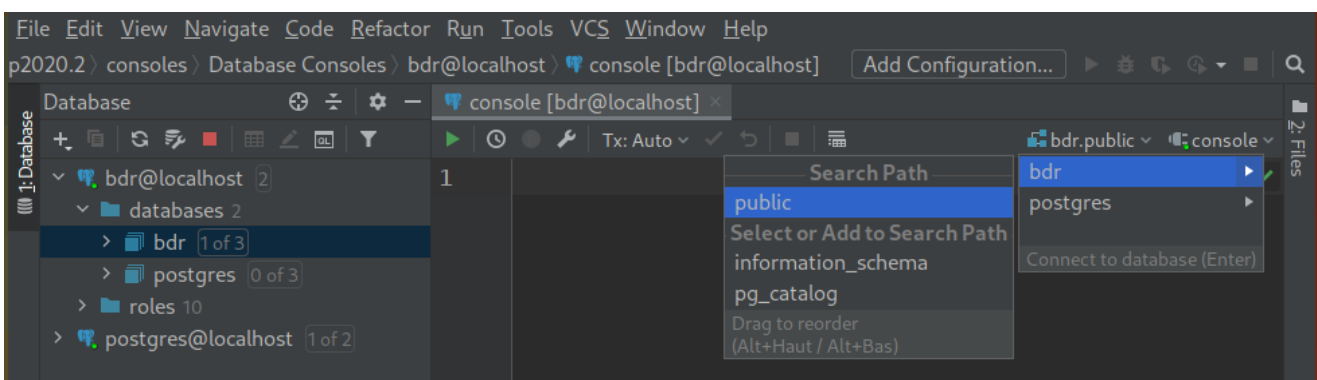 File Edit View Navigate Code Refactor Run Tools VCS Window Help
p2020.2 〉 consoles 〉 Database Consoles 〉 bdr@localhost 〉 console [bdr@localhost] Add Configuration...
1: Database
Database
console [bdr@localhost] ×
Tx: Auto
bdr.public
console
2: Files
bdr@localhost 2
databases 2
bdr 1 of 3
postgres 0 of 3
roles 10
postgres@localhost 1 of 2
1
Search Path
public
Select or Add to Search Path
information_schema
pg_catalog
Drag to reorder
(Alt+Haut / Alt+Bas)
bdr
postgres
Connect to database (Enter)